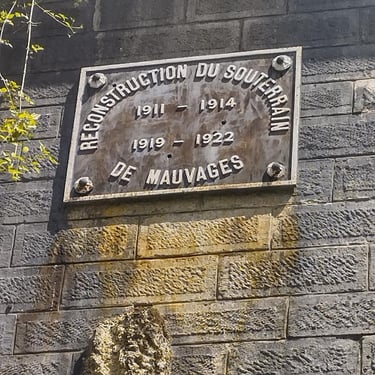 RECONSTRUCTION DU SOUTERRAIN
1911 - 1914
1919 - 1922
DE MAUVAGES